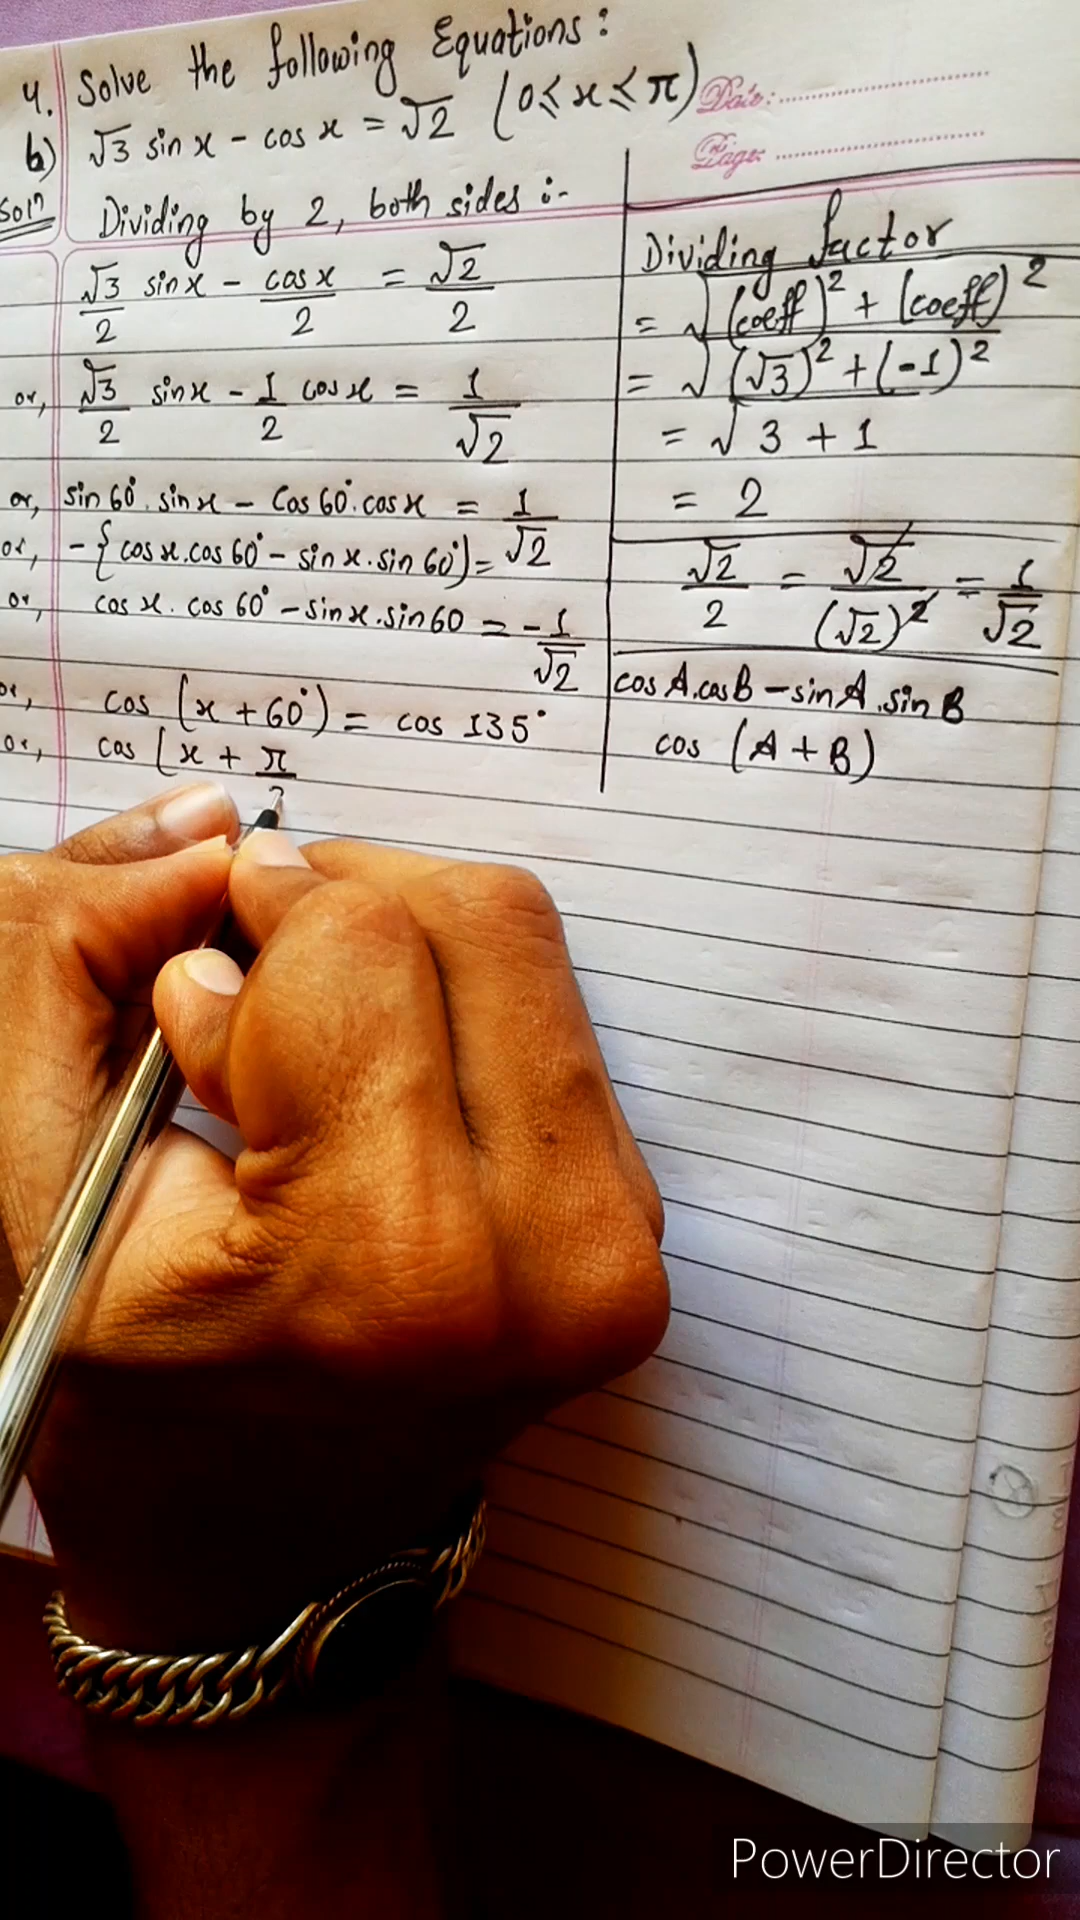 4. Solve the following Equations:
b) √3 sin x - cos x = √2 (0 ≤ x ≤ π)
Date:
Page:
Solⁿ Dividing by 2, both sides :-
√3/2 sin x - cos x/2 = √2/2
or, √3/2 sin x - 1/2 cos x = 1/√2
or, sin 60°. sin x - Cos 60°. cos x = 1/√2
or, -{cos x. cos 60° - sin x. sin 60°) = 1/√2
or, cos x. cos 60° - sin x. sin 60 = -1/√2
or, cos (x + 60°) = cos 135°
or, cos (x + π
Dividing factor
= √(coeff)² + (coeff)²
= √(√3)² + (-1)²
= √3 + 1
= 2
√2/2 = √2/(√2)² = 1/√2
cos A. cos B - sin A. sin B
cos (A + B)
PowerDirector